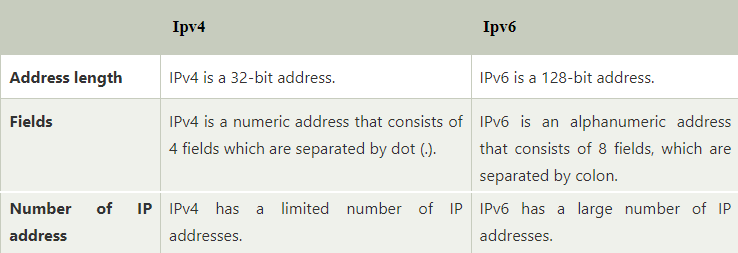 Ipv4 Ipv6
Address length IPv4 is a 32-bit address. IPv6 is a 128-bit address.
Fields IPv4 is a numeric address that consists of IPv6 is an alphanumeric address
4 fields which are separated by dot (.). that consists of 8 fields, which are
separated by colon.
Number of IP IPv4 has a limited number of IP IPv6 has a large number of IP
address addresses. addresses.